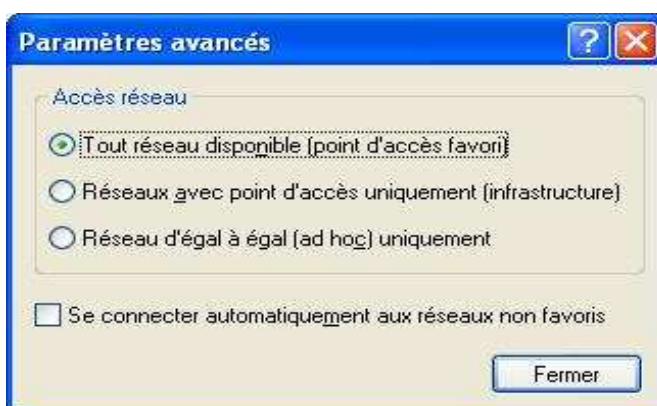 Paramètres avancés
?
Accès réseau
Tout réseau disponible (point d'accès favori)
Réseaux avec point d'accès uniquement (infrastructure)
Réseau d'égal à égal (ad hoc) uniquement
Se connecter automatiquement aux réseaux non favoris
Fermer